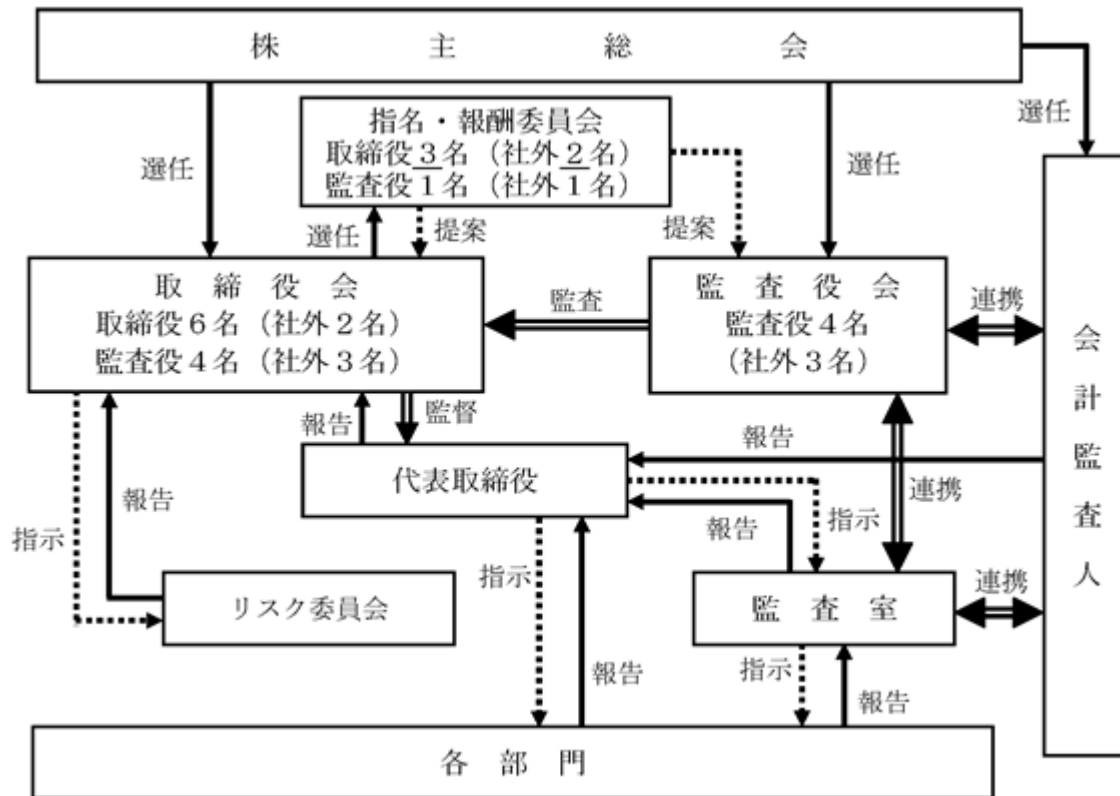 株主総会
選任
指名・報酬委員会
取締役3名（社外2名）
監査役1名（社外1名）
選任
選任
選任
提案
提案
取締役会
取締役6名（社外2名）
監査役4名（社外3名）
監査
監査役会
監査役4名
（社外3名）
連携
会計監査人
報告
監督
報告
代表取締役
報告
連携
指示
報告
指示
指示
リスク委員会
監査室
連携
報告
指示
報告
各部門